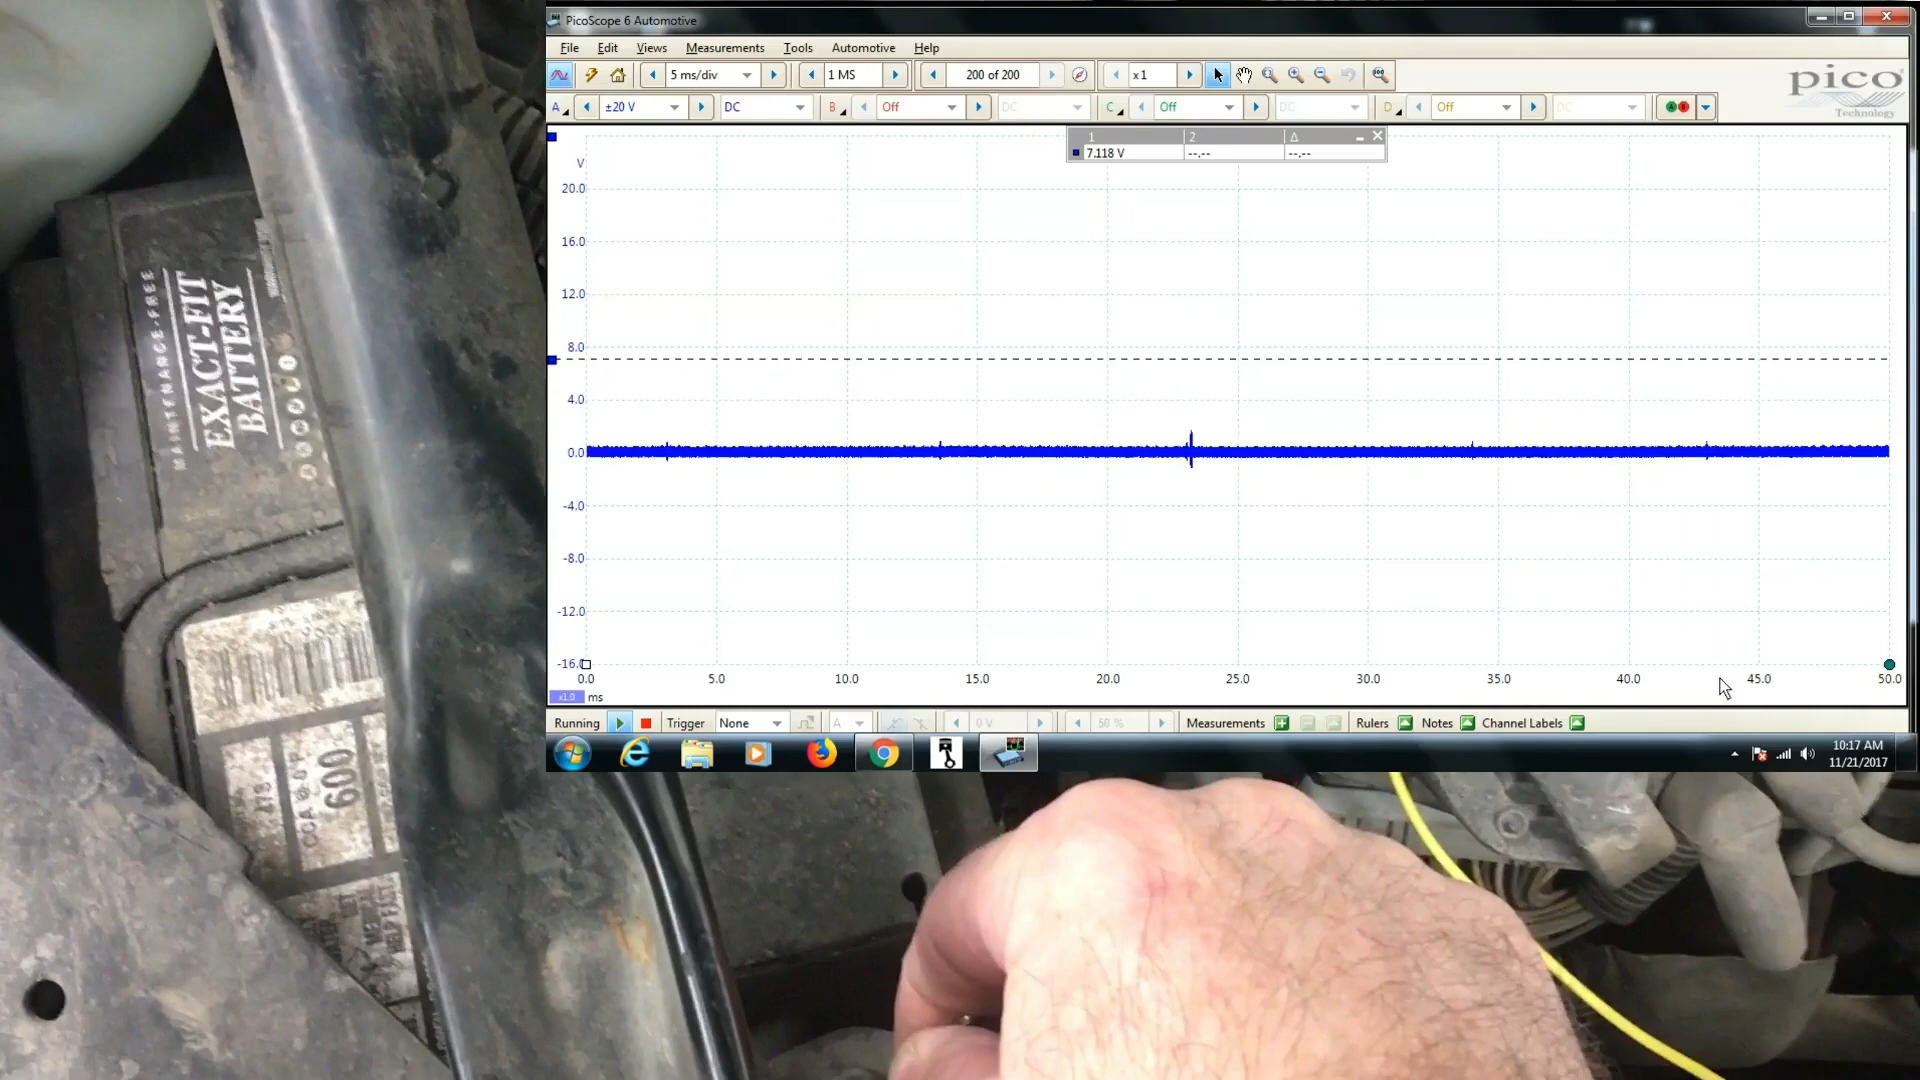 PicoScope 6 Automotive
File Edit Views Measurements Tools Automotive Help
5 ms/div 1 MS 200 of 200 x1
pico
Technology
A ±20 V DC B Off DC C Off DC D Off DC
1 2 Δ
7.118 V --.-- --.--
V
20.0
16.0
12.0
8.0
4.0
0.0
-4.0
-8.0
-12.0
-16.0
0.0 5.0 10.0 15.0 20.0 25.0 30.0 35.0 40.0 45.0 50.0
x1.0 ms
Running Trigger None A 0 V 50 % Measurements Rulers Notes Channel Labels
10:17 AM
11/21/2017
MAINTENANCE-FREE
EXACT-FIT
BATTERY
CCA @ 0°F
600